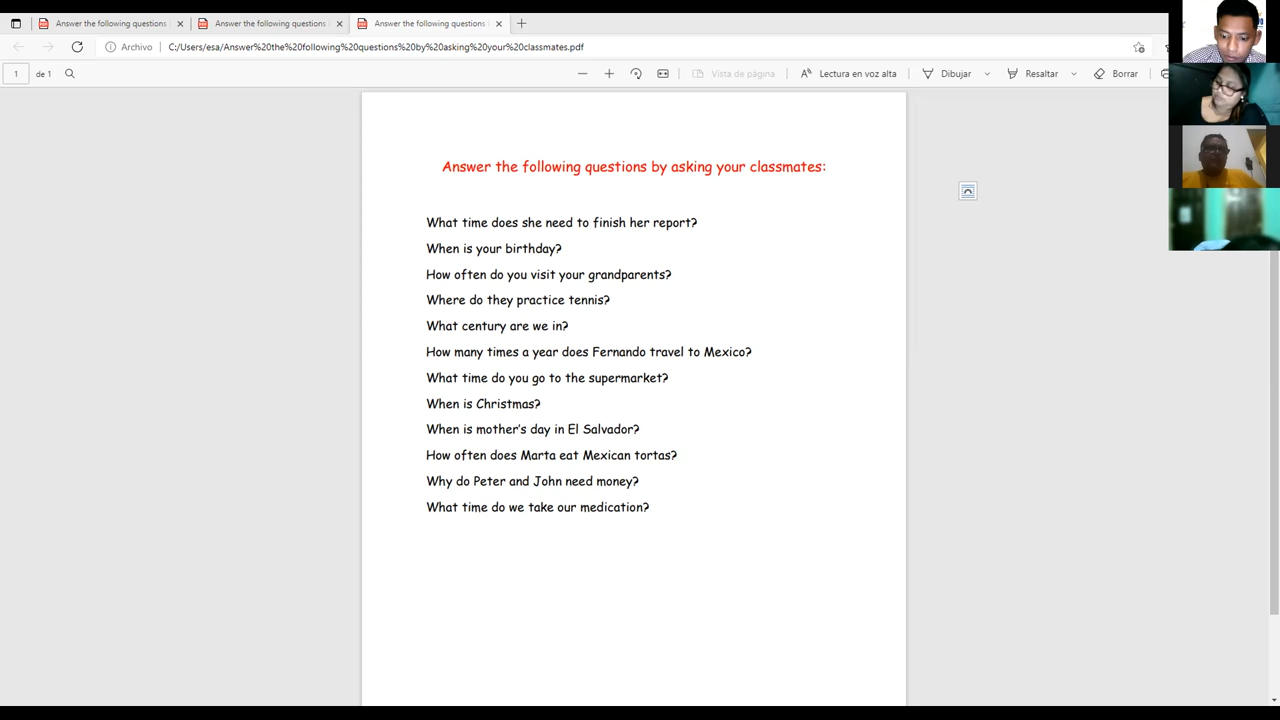 Answer the following questions
Answer the following questions
Answer the following questions
Archivo
C:/Users/esa/Answer%20the%20following%20questions%20by%20asking%20your%20classmates.pdf
1 de 1
Vista de página
Lectura en voz alta
Dibujar
Resaltar
Borrar
Answer the following questions by asking your classmates:
What time does she need to finish her report?
When is your birthday?
How often do you visit your grandparents?
Where do they practice tennis?
What century are we in?
How many times a year does Fernando travel to Mexico?
What time do you go to the supermarket?
When is Christmas?
When is mother's day in El Salvador?
How often does Marta eat Mexican tortas?
Why do Peter and John need money?
What time do we take our medication?